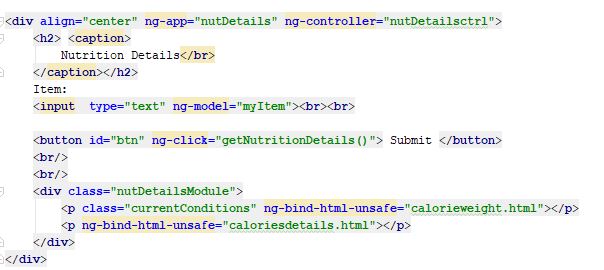 <div align="center" ng-app="nutDetails" ng-controller="nutDetailsctrl">
<h2> <caption>
Nutrition Details</br>
</caption></h2>
Item:
<input  type="text" ng-model="myItem"><br><br>
<button id="btn" ng-click="getNutritionDetails()"> Submit </button>
<br/>
<br/>
<div class="nutDetailsModule">
<p class="currentConditions" ng-bind-html-unsafe="calorieweight.html"></p>
<p ng-bind-html-unsafe="caloriesdetails.html"></p>
</div>
</div>